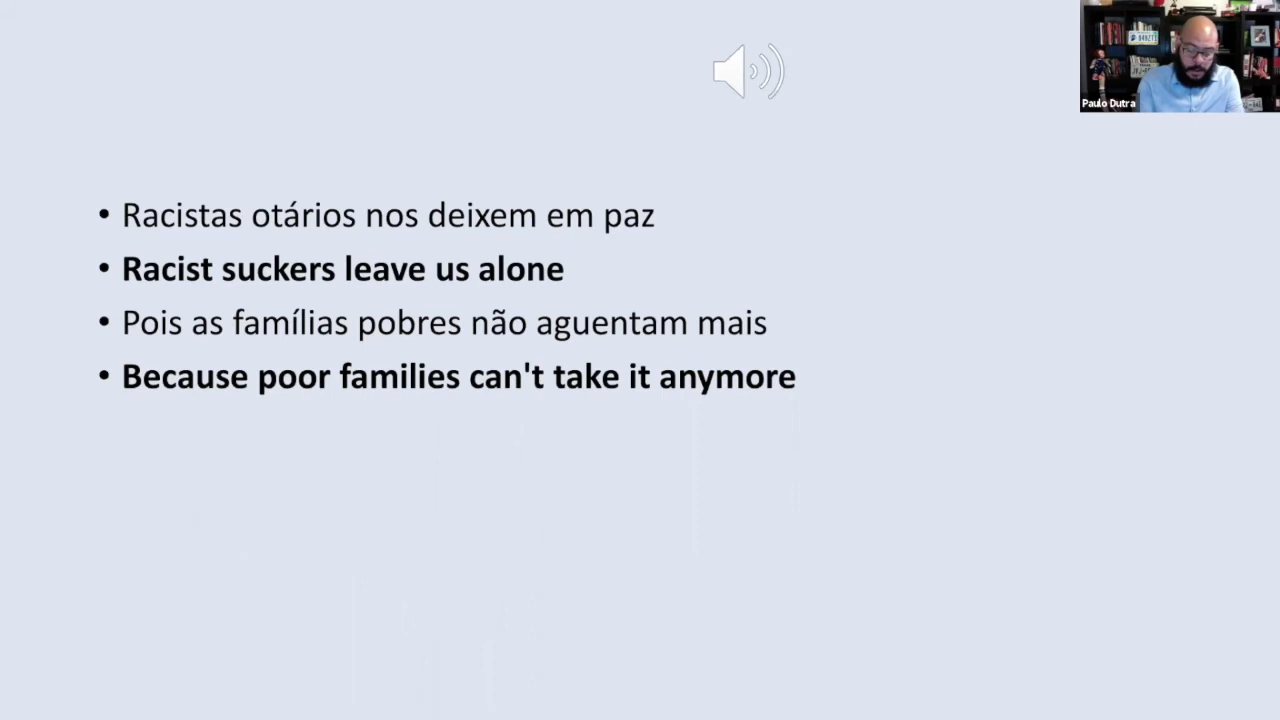 Racistas otários nos deixem em paz
Racist suckers leave us alone
Pois as famílias pobres não aguentam mais
Because poor families can't take it anymore
Paulo Dutra